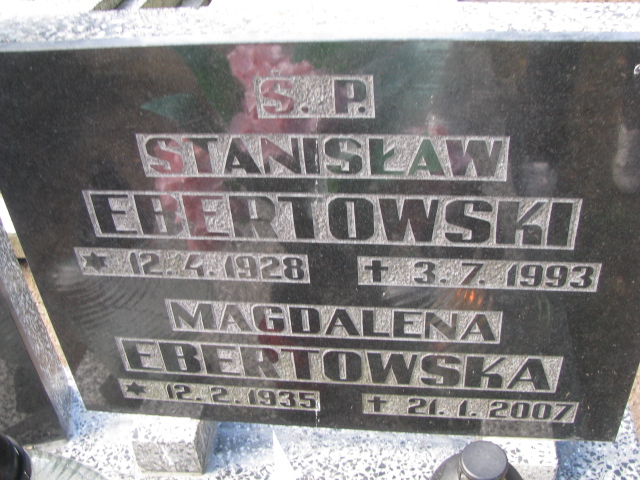 Ś. P.
STANISŁAW
EBERTOWSKI
★ 12.4.1928 ✝ 3.7.1993
MAGDALENA
EBERTOWSKA
★ 12.2.1935 ✝ 21.1.2007